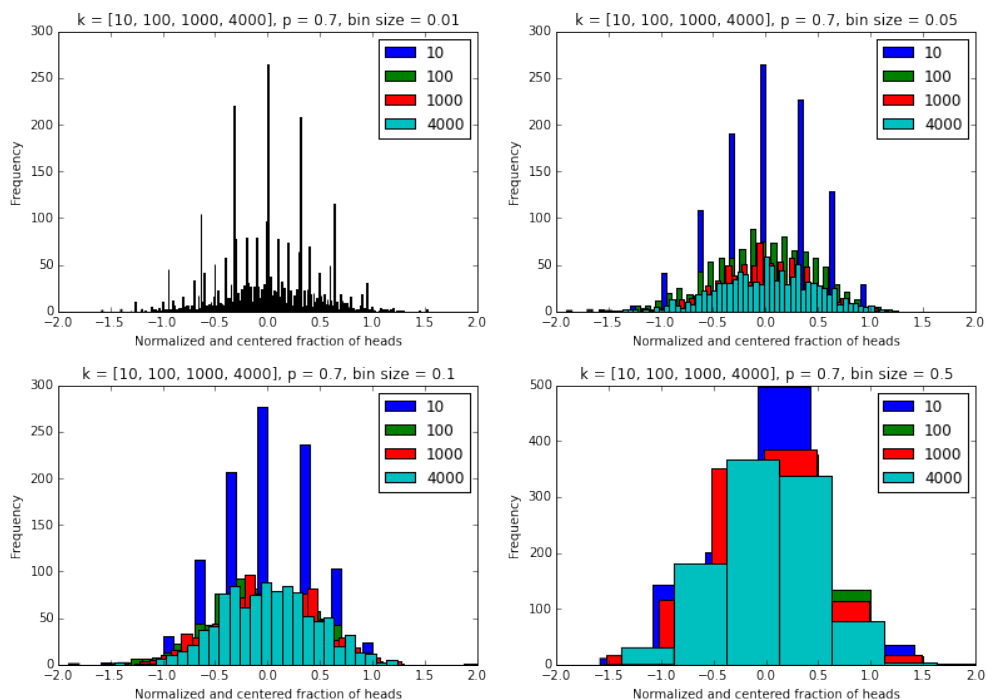 k = [10, 100, 1000, 4000], p = 0.7, bin size = 0.01
300
250
200
150
100
50
0
Frequency
10
100
1000
4000
−2.0 −1.5 −1.0 −0.5 0.0 0.5 1.0 1.5 2.0
Normalized and centered fraction of heads
k = [10, 100, 1000, 4000], p = 0.7, bin size = 0.05
300
250
200
150
100
50
0
Frequency
10
100
1000
4000
−2.0 −1.5 −1.0 −0.5 0.0 0.5 1.0 1.5 2.0
Normalized and centered fraction of heads
k = [10, 100, 1000, 4000], p = 0.7, bin size = 0.1
300
250
200
150
100
50
0
Frequency
10
100
1000
4000
−2.0 −1.5 −1.0 −0.5 0.0 0.5 1.0 1.5 2.0
Normalized and centered fraction of heads
k = [10, 100, 1000, 4000], p = 0.7, bin size = 0.5
500
400
300
200
100
0
Frequency
10
100
1000
4000
−2.0 −1.5 −1.0 −0.5 0.0 0.5 1.0 1.5 2.0
Normalized and centered fraction of heads